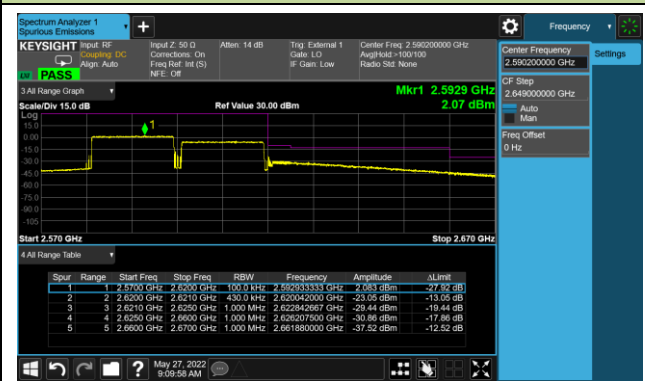 Spectrum Analyzer 1
Spurious Emissions
Frequency
KEYSIGHT Input: RF Input Z: 50 Ω Atten: 14 dB Trig: External 1 Center Freq: 2.590200000 GHz
Coupling: DC Corrections: On Gate: LO Avg|Hold:>100/100
Align: Auto Freq Ref: Int (S) IF Gain: Low Radio Std: None
PASS NFE: Off
Center Frequency
2.590200000 GHz
Settings
CF Step
2.649000000 GHz
Auto
Man
Freq Offset
0 Hz
3 All Range Graph
Mkr1 2.5929 GHz
Scale/Div 15.0 dB Ref Value 30.00 dBm 2.07 dBm
Log
15.0
0.00
-15.0
-30.0
-45.0
-60.0
-75.0
-90.0
-105
1
Start 2.570 GHz Stop 2.670 GHz
4 All Range Table
Spur Range Start Freq Stop Freq RBW Frequency Amplitude ΔLimit
1 1 2.5700 GHz 2.6200 GHz 100.0 kHz 2.592933333 GHz 2.083 dBm -27.92 dB
2 2 2.6200 GHz 2.6210 GHz 430.0 kHz 2.620042000 GHz -23.05 dBm -13.05 dB
3 3 2.6210 GHz 2.6250 GHz 1.000 MHz 2.622842667 GHz -29.44 dBm -19.44 dB
4 4 2.6250 GHz 2.6600 GHz 1.000 MHz 2.626207500 GHz -30.86 dBm -17.86 dB
5 5 2.6600 GHz 2.6700 GHz 1.000 MHz 2.661880000 GHz -37.52 dBm -12.52 dB
May 27, 2022
9:09:58 AM